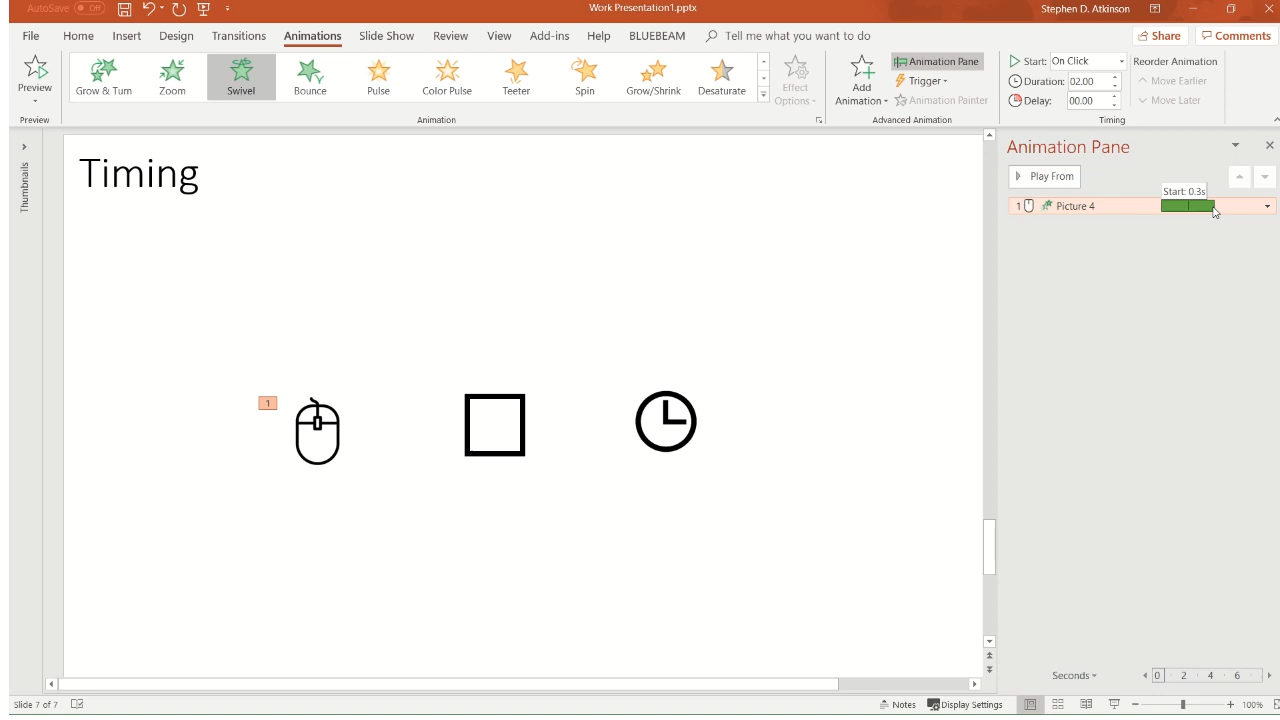 AutoSave Off Work Presentation1.pptx Stephen D. Atkinson
File Home Insert Design Transitions Animations Slide Show Review View Add-ins Help BLUEBEAM Tell me what you want to do Share Comments
Preview Grow & Turn Zoom Swivel Bounce Pulse Color Pulse Teeter Spin Grow/Shrink Desaturate Effect Options Add Animation Animation Pane Start: On Click Reorder Animation
Trigger Duration: 02.00 Move Earlier
Animation Painter Delay: 00.00 Move Later
Preview Animation Advanced Animation Timing
Thumbnails
Timing
1
Animation Pane
Play From
Start: 0.3s
1 Picture 4
Seconds 0 2 4 6
Slide 7 of 7 Notes Display Settings 100%